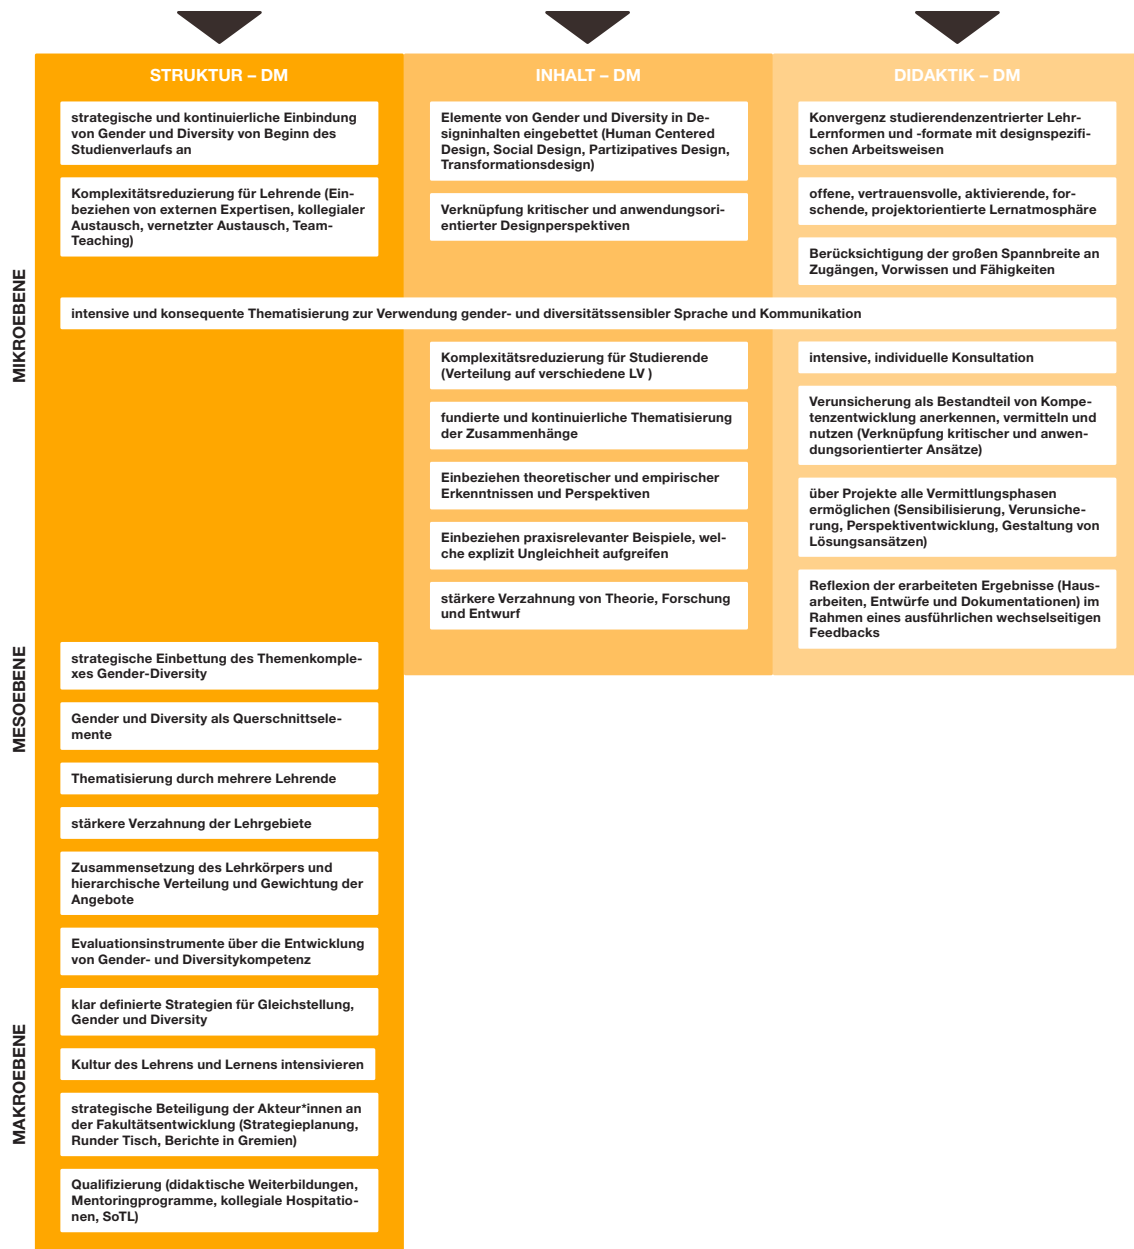 STRUKTUR – DM
strategische und kontinuierliche Einbindung
von Gender und Diversity von Beginn des
Studienverlaufs an
Komplexitätsreduzierung für Lehrende (Ein-
beziehen von externen Expertisen, kollegialer
Austausch, vernetzter Austausch, Team-
Teaching)
INHALT – DM
Elemente von Gender und Diversity in De-
signinhalten eingebettet (Human Centered
Design, Social Design, Partizipatives Design,
Transformationsdesign)
Verknüpfung kritischer und anwendungsori-
entierter Designperspektiven
DIDAKTIK – DM
Konvergenz studierendenzentrierter Lehr-
Lernformen und -formate mit designspezifi-
schen Arbeitsweisen
offene, vertrauensvolle, aktivierende, for-
schende, projektorientierte Lernatmosphäre
Berücksichtigung der großen Spannbreite an
Zugängen, Vorwissen und Fähigkeiten
MIKROEBENE
intensive und konsequente Thematisierung zur Verwendung gender- und diversitätssensibler Sprache und Kommunikation
Komplexitätsreduzierung für Studierende
(Verteilung auf verschiedene LV )
fundierte und kontinuierliche Thematisierung
der Zusammenhänge
Einbeziehen theoretischer und empirischer
Erkenntnissen und Perspektiven
Einbeziehen praxisrelevanter Beispiele, wel-
che explizit Ungleichheit aufgreifen
stärkere Verzahnung von Theorie, Forschung
und Entwurf
intensive, individuelle Konsultation
Verunsicherung als Bestandteil von Kompe-
tenzentwicklung anerkennen, vermitteln und
nutzen (Verknüpfung kritischer und anwen-
dungsorientierter Ansätze)
über Projekte alle Vermittlungsphasen
ermöglichen (Sensibilisierung, Verunsiche-
rung, Perspektiventwicklung, Gestaltung von
Lösungsansätzen)
Reflexion der erarbeiteten Ergebnisse (Haus-
arbeiten, Entwürfe und Dokumentationen) im
Rahmen eines ausführlichen wechselseitigen
Feedbacks
MESOEBENE
strategische Einbettung des Themenkomple-
xes Gender-Diversity
Gender und Diversity als Querschnittsele-
mente
Thematisierung durch mehrere Lehrende
stärkere Verzahnung der Lehrgebiete
Zusammensetzung des Lehrkörpers und
hierarchische Verteilung und Gewichtung der
Angebote
Evaluationsinstrumente über die Entwicklung
von Gender- und Diversitykompetenz
MAKROEBENE
klar definierte Strategien für Gleichstellung,
Gender und Diversity
Kultur des Lehrens und Lernens intensivieren
strategische Beteiligung der Akteur*innen an
der Fakultätsentwicklung (Strategieplanung,
Runder Tisch, Berichte in Gremien)
Qualifizierung (didaktische Weiterbildungen,
Mentoringprogramme, kollegiale Hospitatio-
nen, SoTL)